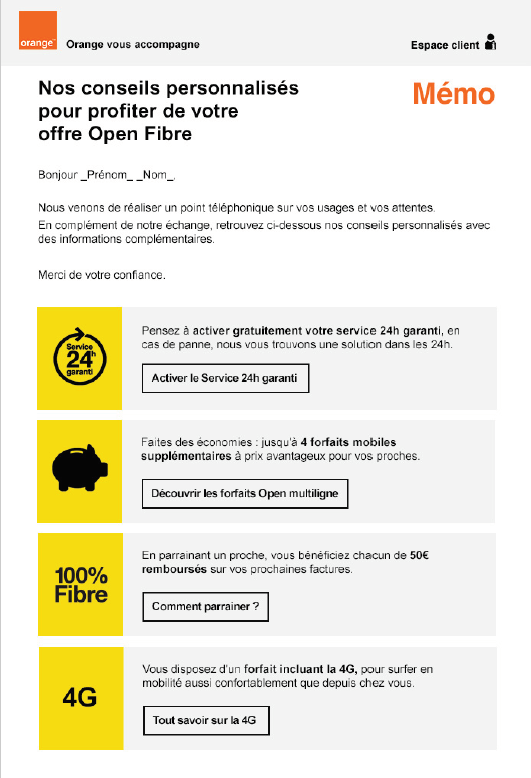 orange™
Orange vous accompagne
Espace client
Nos conseils personnalisés
pour profiter de votre
offre Open Fibre
Mémo
Bonjour _Prénom_ _Nom_,
Nous venons de réaliser un point téléphonique sur vos usages et vos attentes.
En complément de notre échange, retrouvez ci-dessous nos conseils personnalisés avec
des informations complémentaires.
Merci de votre confiance.
Service
24h
garanti
Pensez à activer gratuitement votre service 24h garanti, en
cas de panne, nous vous trouvons une solution dans les 24h.
Activer le Service 24h garanti
Faites des économies : jusqu'à 4 forfaits mobiles
supplémentaires à prix avantageux pour vos proches.
Découvrir les forfaits Open multiligne
100%
Fibre
En parrainant un proche, vous bénéficiez chacun de 50€
remboursés sur vos prochaines factures.
Comment parrainer ?
4G
Vous disposez d'un forfait incluant la 4G, pour surfer en
mobilité aussi confortablement que depuis chez vous.
Tout savoir sur la 4G